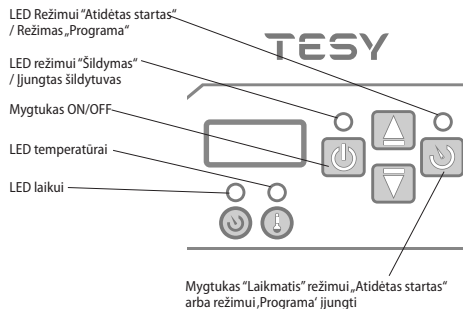 LED Režimui "Atidėtas startas"
/ Režimas „Programa"
TESY
LED režimui "Šildymas"
/ Įjungtas šildytuvas
Mygtukas ON/OFF
LED temperatūrai
LED laikui
Mygtukas "Laikmatis" režimui „Atidėtas startas"
arba režimui ‚Programa' įjungti